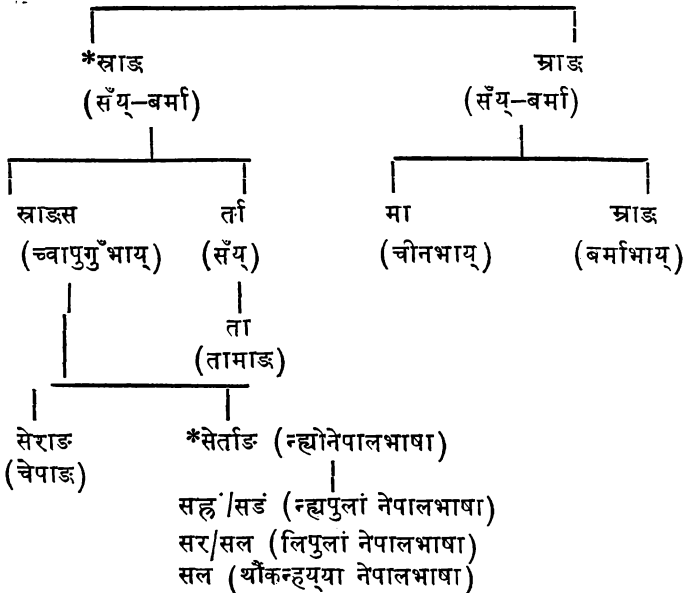 *स्राङ म्राङ
(सँय्-बर्मा) (सँय्-बर्मा)
स्राङस र्ता मा म्राङ
(च्वापुगुँभाय्) (सँय्) (चीनभाय्) (बर्माभाय्)
ता
(तामाङ)
सेराङ *सेर्ताङ (न्ह्योनेपालभाषा)
(चेपाङ)
सह्रं/सडं (न्ह्यपुलां नेपालभाषा)
सर/सल (लिपुलां नेपालभाषा)
सल (थौंकन्हय्या नेपालभाषा)